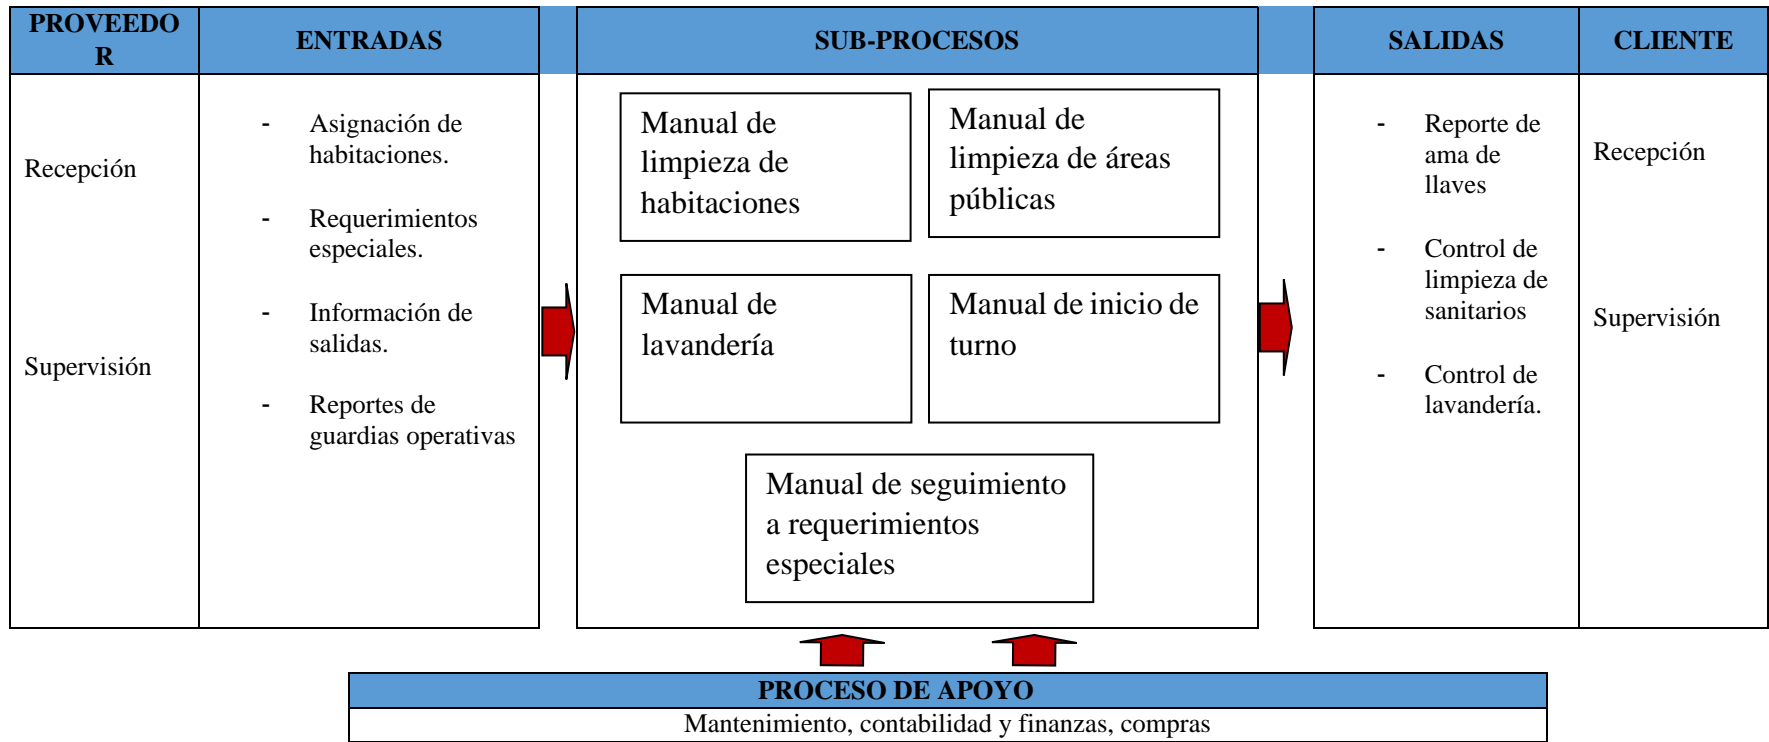 PROVEEDO
R
ENTRADAS
SUB-PROCESOS
SALIDAS
CLIENTE
Recepción
Supervisión
- Asignación de
habitaciones.
- Requerimientos
especiales.
- Información de
salidas.
- Reportes de
guardias operativas
Manual de
limpieza de
habitaciones
Manual de
limpieza de áreas
públicas
Manual de
lavandería
Manual de inicio de
turno
Manual de seguimiento
a requerimientos
especiales
- Reporte de
ama de
llaves
- Control de
limpieza de
sanitarios
- Control de
lavandería.
Recepción
Supervisión
PROCESO DE APOYO
Mantenimiento, contabilidad y finanzas, compras